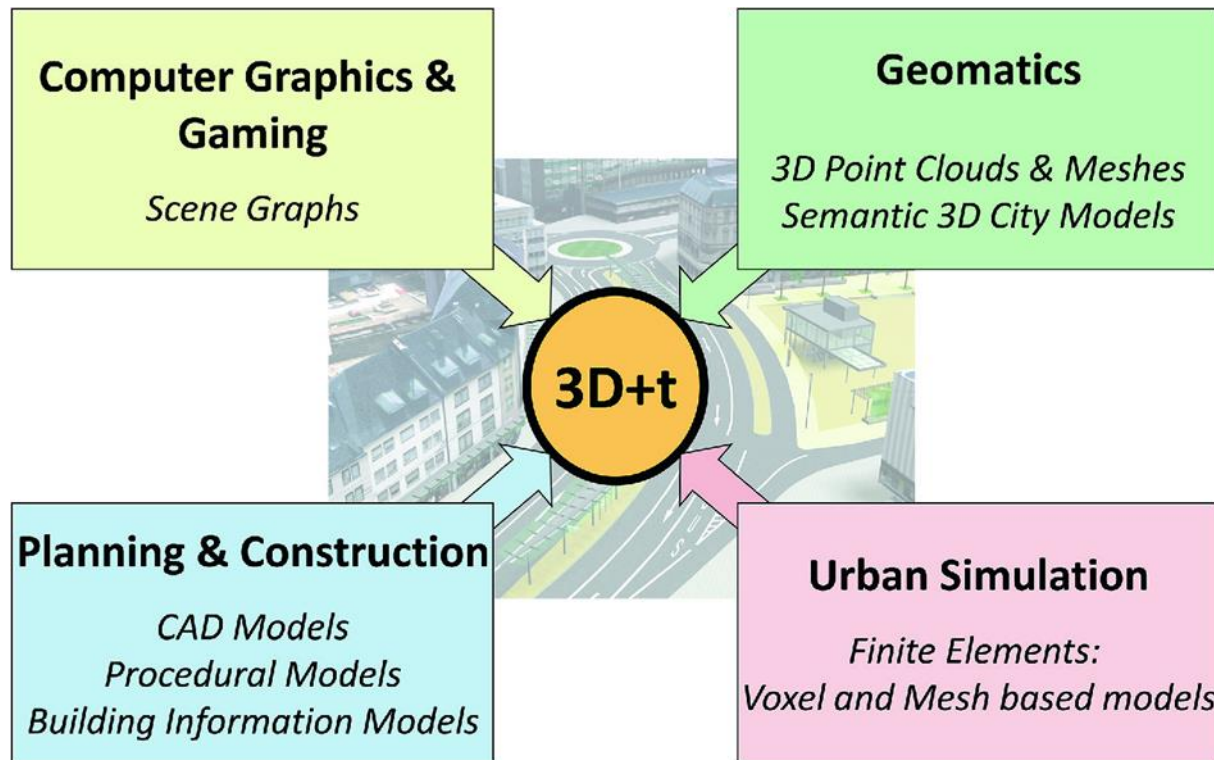 Computer Graphics &
Gaming
Scene Graphs
Geomatics
3D Point Clouds & Meshes
Semantic 3D City Models
3D+t
Planning & Construction
CAD Models
Procedural Models
Building Information Models
Urban Simulation
Finite Elements:
Voxel and Mesh based models